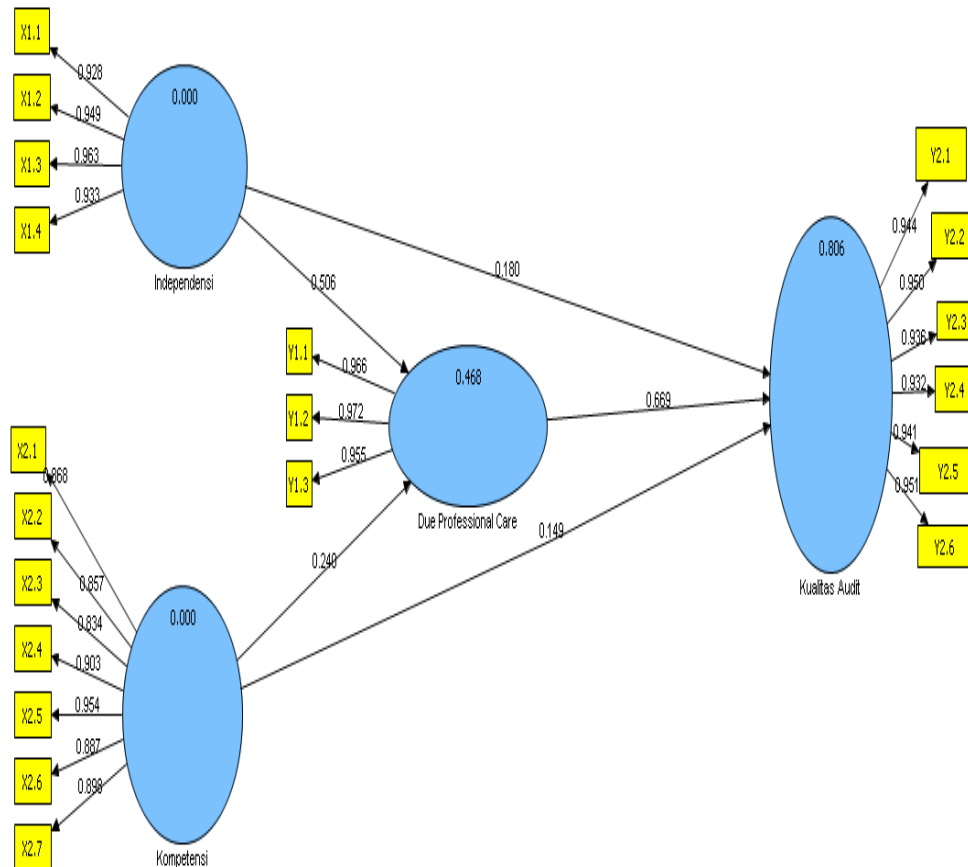 X1.1
0.928
X1.2
0.949
X1.3
0.963
X1.4
0.933
0.000
Independensi
0.180
0.506
Y1.1
0.966
Y1.2
0.972
Y1.3
0.955
0.468
Due Professional Care
0.669
0.240
0.149
X2.1
0.868
X2.2
0.857
X2.3
0.834
X2.4
0.903
X2.5
0.954
X2.6
0.887
X2.7
0.898
0.000
Kompetensi
0.806
Kualitas Audit
Y2.1
0.944
Y2.2
0.950
Y2.3
0.936
Y2.4
0.932
Y2.5
0.941
Y2.6
0.951